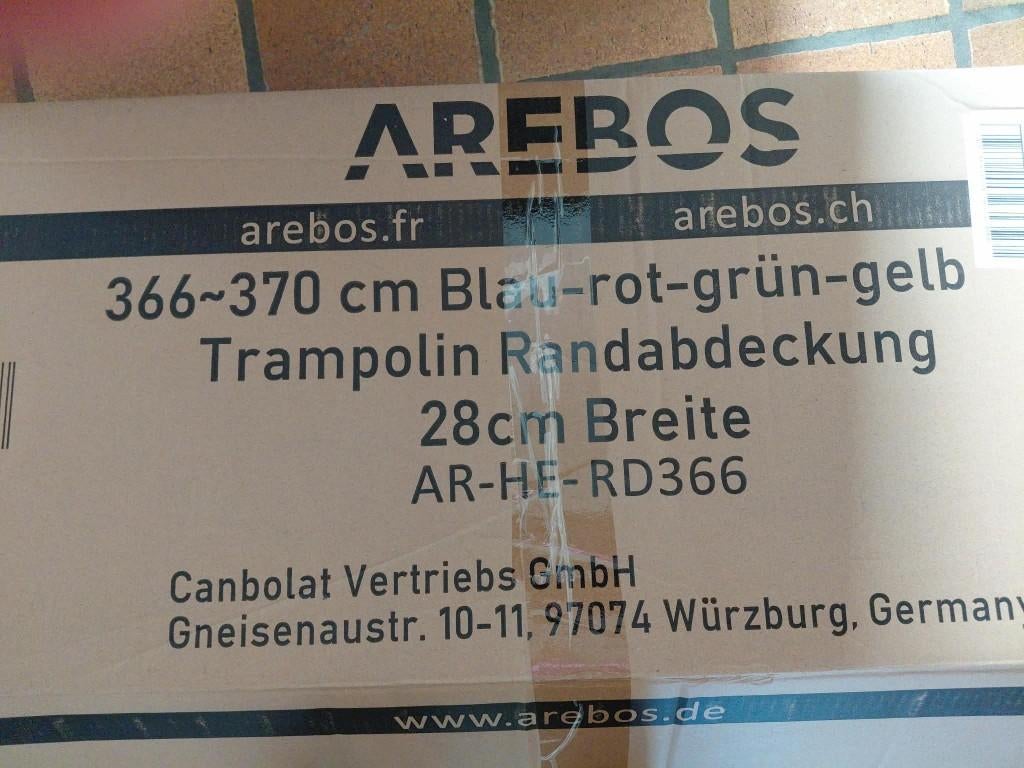 AREBOS
arebos.fr arebos.ch
366~370 cm Blau-rot-grün-gelb
Trampolin Randabdeckung
28cm Breite
AR-HE-RD366
Canbolat Vertriebs GmbH
Gneisenaustr. 10-11, 97074 Würzburg, Germany
www.arebos.de